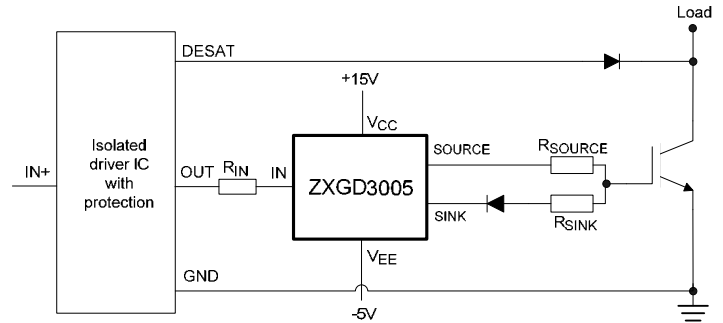 Load
DESAT
+15V
VCC
Isolated
driver IC
with
protection
IN+
OUT
RIN
IN
ZXGD3005
SOURCE
RSOURCE
SINK
RSINK
VEE
GND
-5V